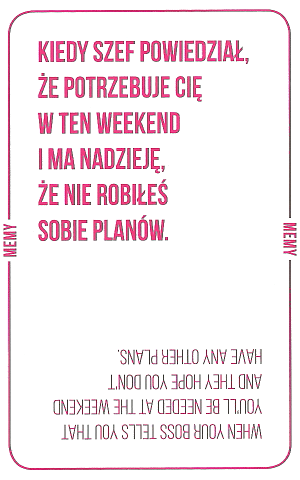 KIEDY SZEF POWIEDZIAŁ,
ŻE POTRZEBUJE CIĘ
W TEN WEEKEND
I MA NADZIEJĘ,
ŻE NIE ROBIŁEŚ
SOBIE PLANÓW.
MEMY
MEMY
WHEN YOUR BOSS TELLS YOU THAT
YOU'LL BE NEEDED AT THE WEEKEND
AND THEY HOPE YOU DON'T
HAVE ANY OTHER PLANS.